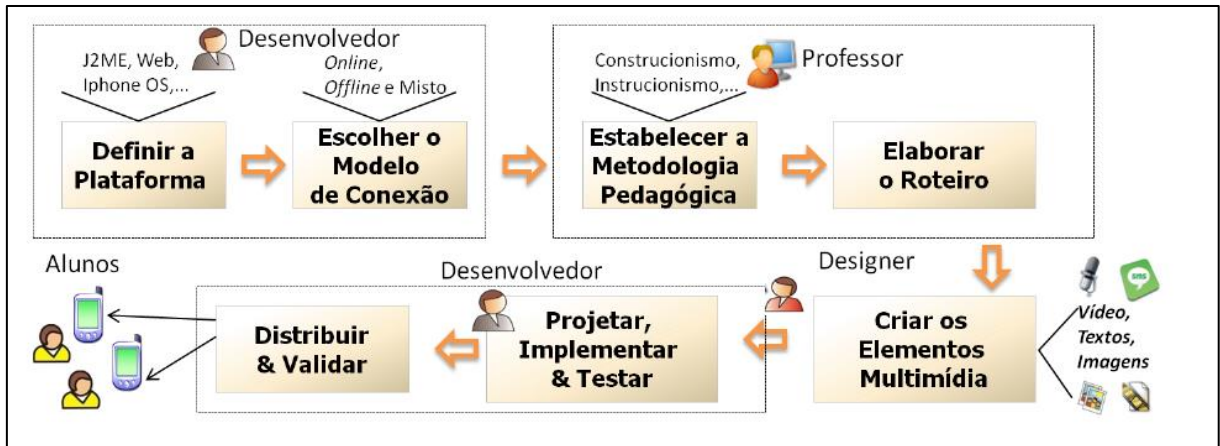 Desenvolvedor
J2ME, Web,
Iphone OS,...
Online,
Offline e Misto
Definir a
Plataforma
Escolher o
Modelo
de Conexão
Professor
Construcionismo,
Instrucionismo,...
Estabelecer a
Metodologia
Pedagógica
Elaborar
o Roteiro
Designer
Criar os
Elementos
Multimídia
SMS
Vídeo,
Textos,
Imagens
Desenvolvedor
Projetar,
Implementar
& Testar
Distribuir
& Validar
Alunos